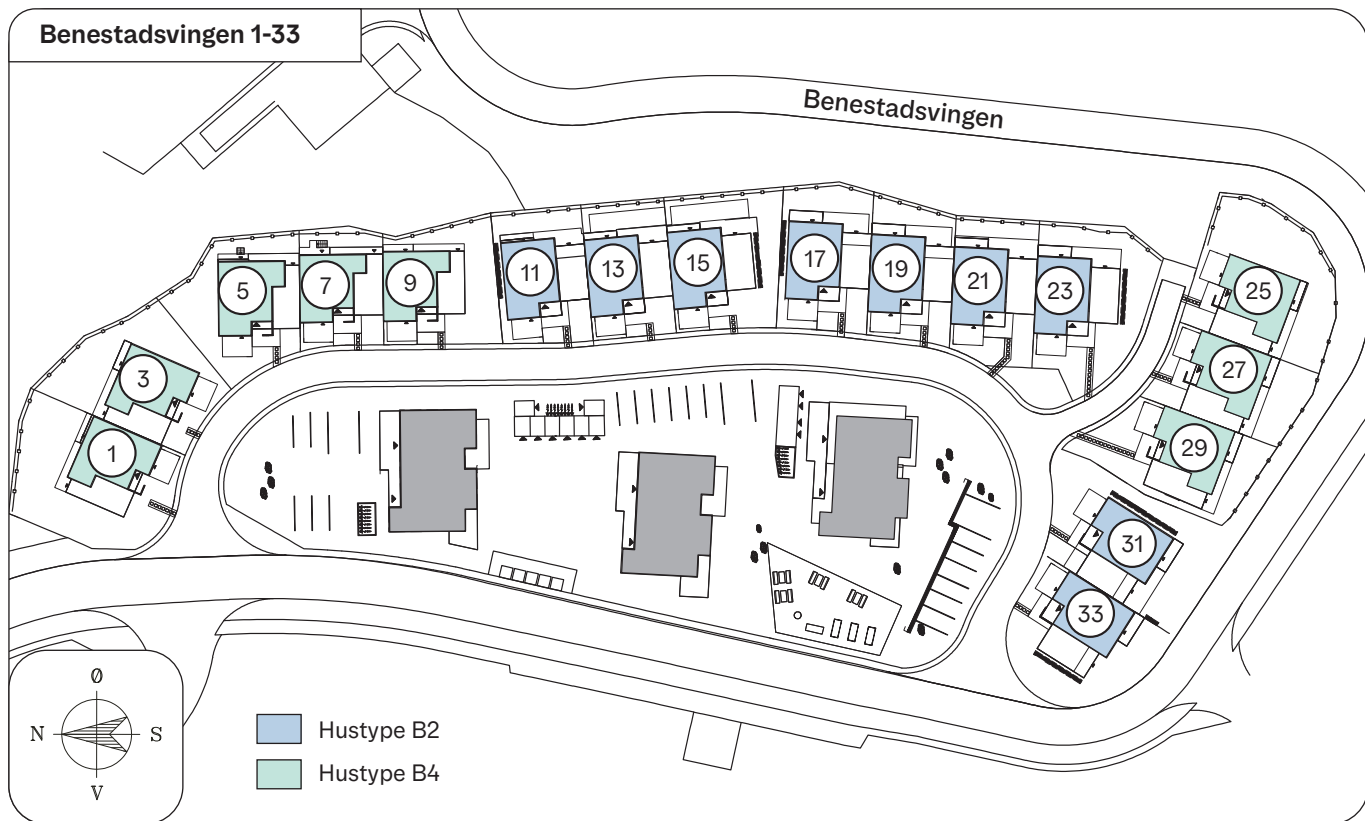 Benestadsvingen 1-33
Benestadsvingen
5
7
9
11
13
15
17
19
21
23
25
3
27
1
29
31
33
Ø
N
S
V
Hustype B2
Hustype B4